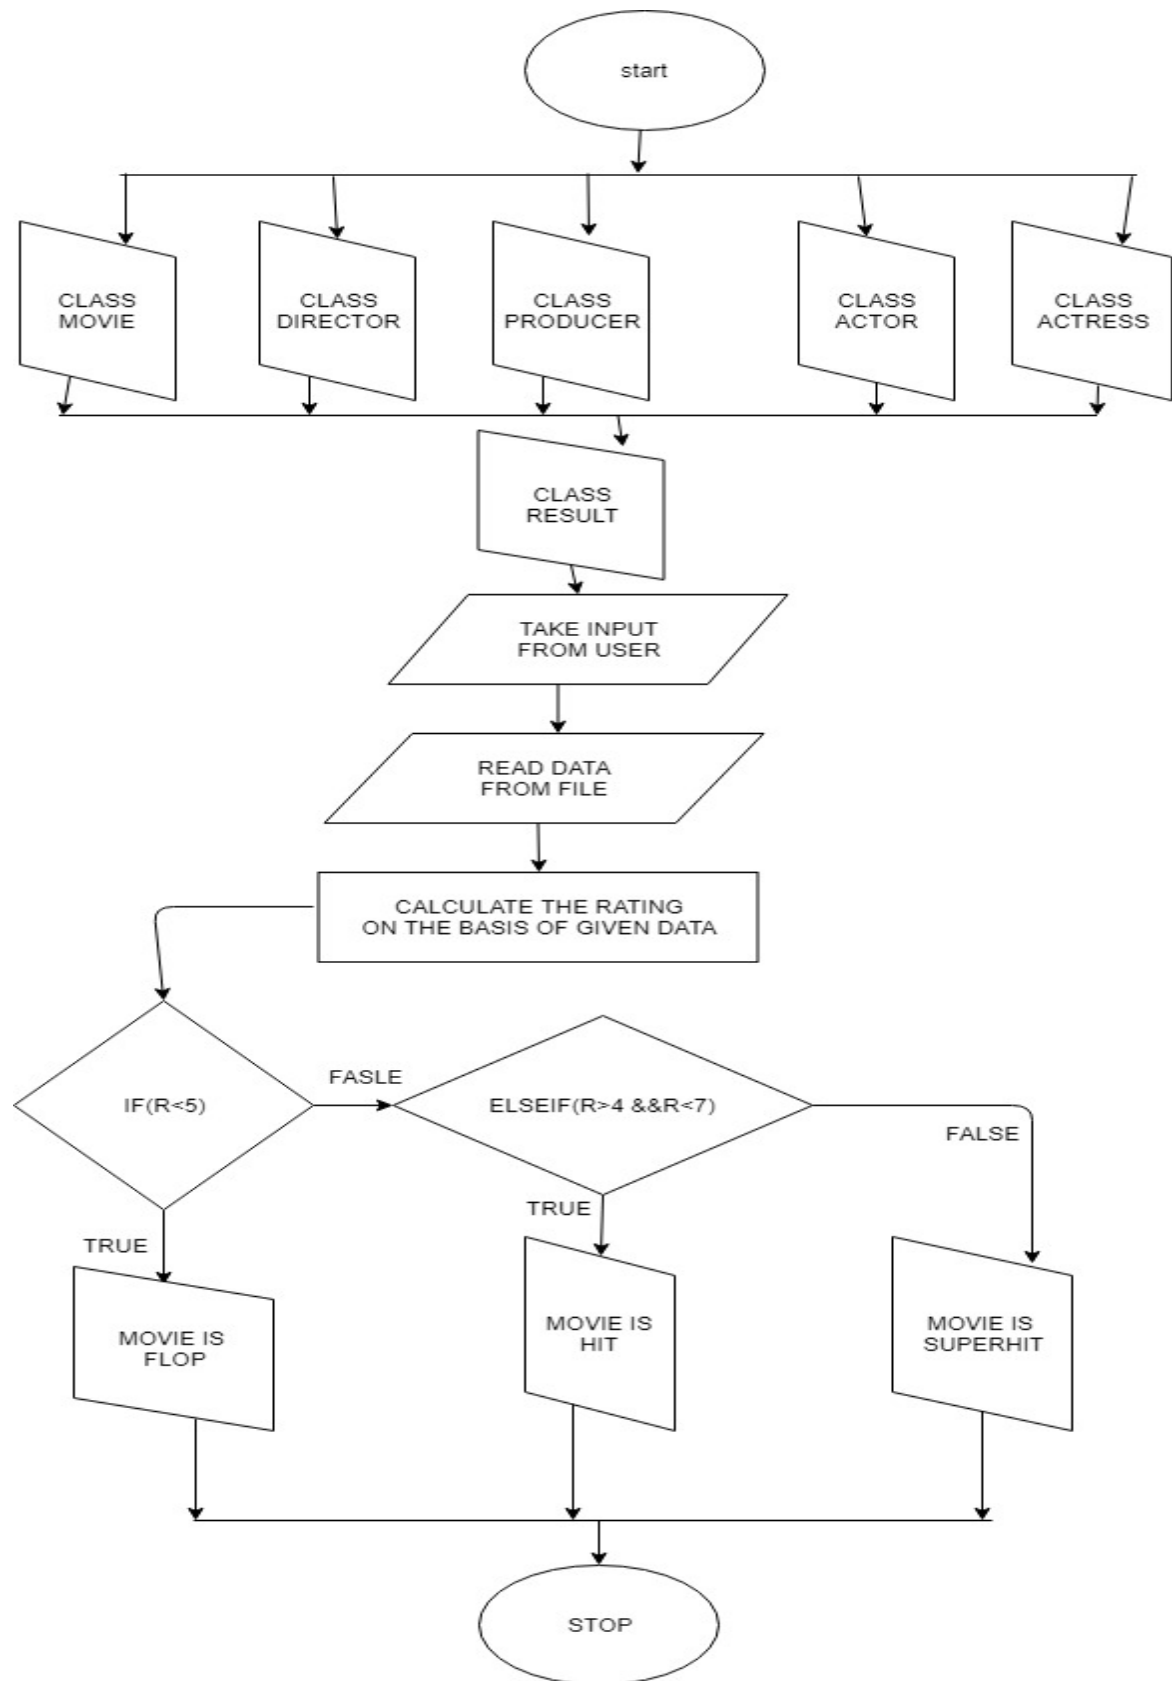 start
CLASS
MOVIE
CLASS
DIRECTOR
CLASS
PRODUCER
CLASS
ACTOR
CLASS
ACTRESS
CLASS
RESULT
TAKE INPUT
FROM USER
READ DATA
FROM FILE
CALCULATE THE RATING
ON THE BASIS OF GIVEN DATA
IF(R<5)
FASLE
ELSEIF(R>4 &&R<7)
FALSE
TRUE
TRUE
MOVIE IS
FLOP
MOVIE IS
HIT
MOVIE IS
SUPERHIT
STOP